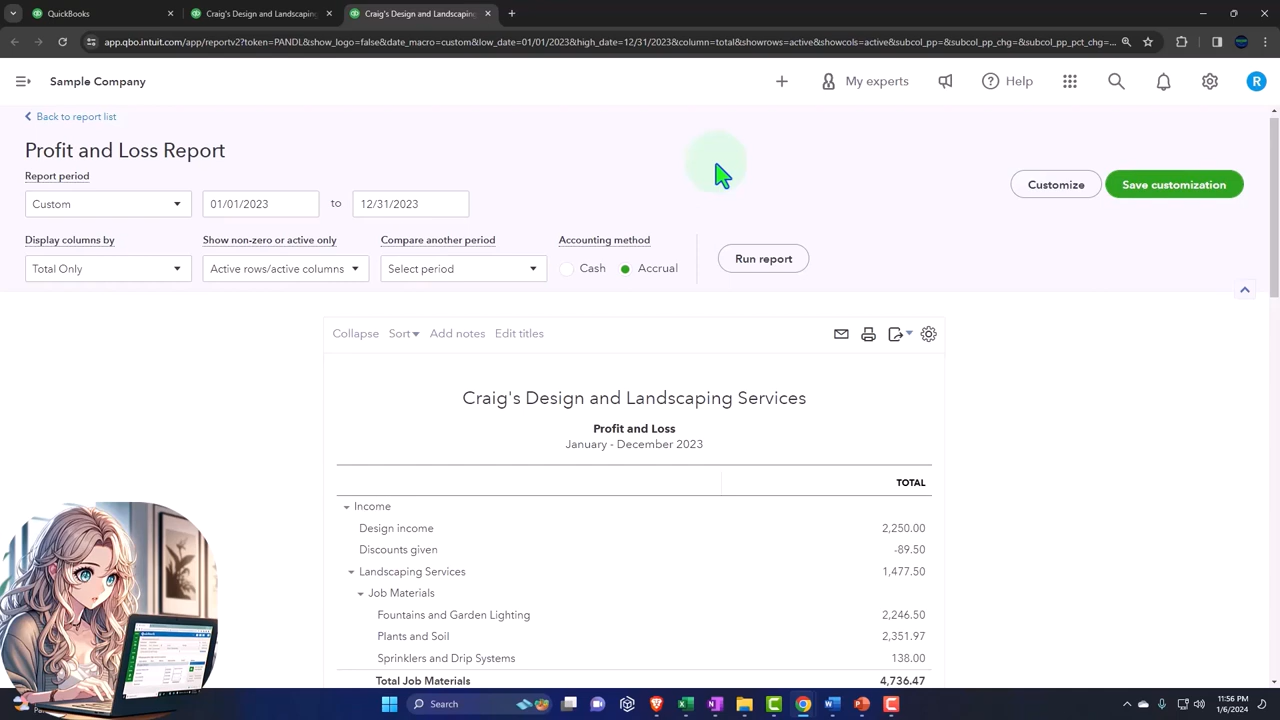 QuickBooks
Craig's Design and Landscaping
Craig's Design and Landscaping
app.qbo.intuit.com/app/reportv2?token=PANDL&show_logo=false&date_macro=custom&low_date=01/01/2023&high_date=12/31/2023&column=total&showrows=active&showcols=active&subcol_pp=&subcol_pp_chg=&subcol_pp_pct_chg=...
Sample Company
My experts
Help
R
Back to report list
Profit and Loss Report
Report period
Customize
Save customization
Custom
01/01/2023
to
12/31/2023
Display columns by
Show non-zero or active only
Compare another period
Accounting method
Total Only
Active rows/active columns
Select period
Cash
Accrual
Run report
Collapse
Sort
Add notes
Edit titles
Craig's Design and Landscaping Services
Profit and Loss
January - December 2023
TOTAL
Income
Design income 2,250.00
Discounts given -89.50
Landscaping Services 1,477.50
Job Materials
Fountains and Garden Lighting 2,246.50
Plants and Soil 2,351.97
Sprinklers and Drip Systems 138.00
Total Job Materials 4,736.47
Search
11:56 PM
1/6/2024